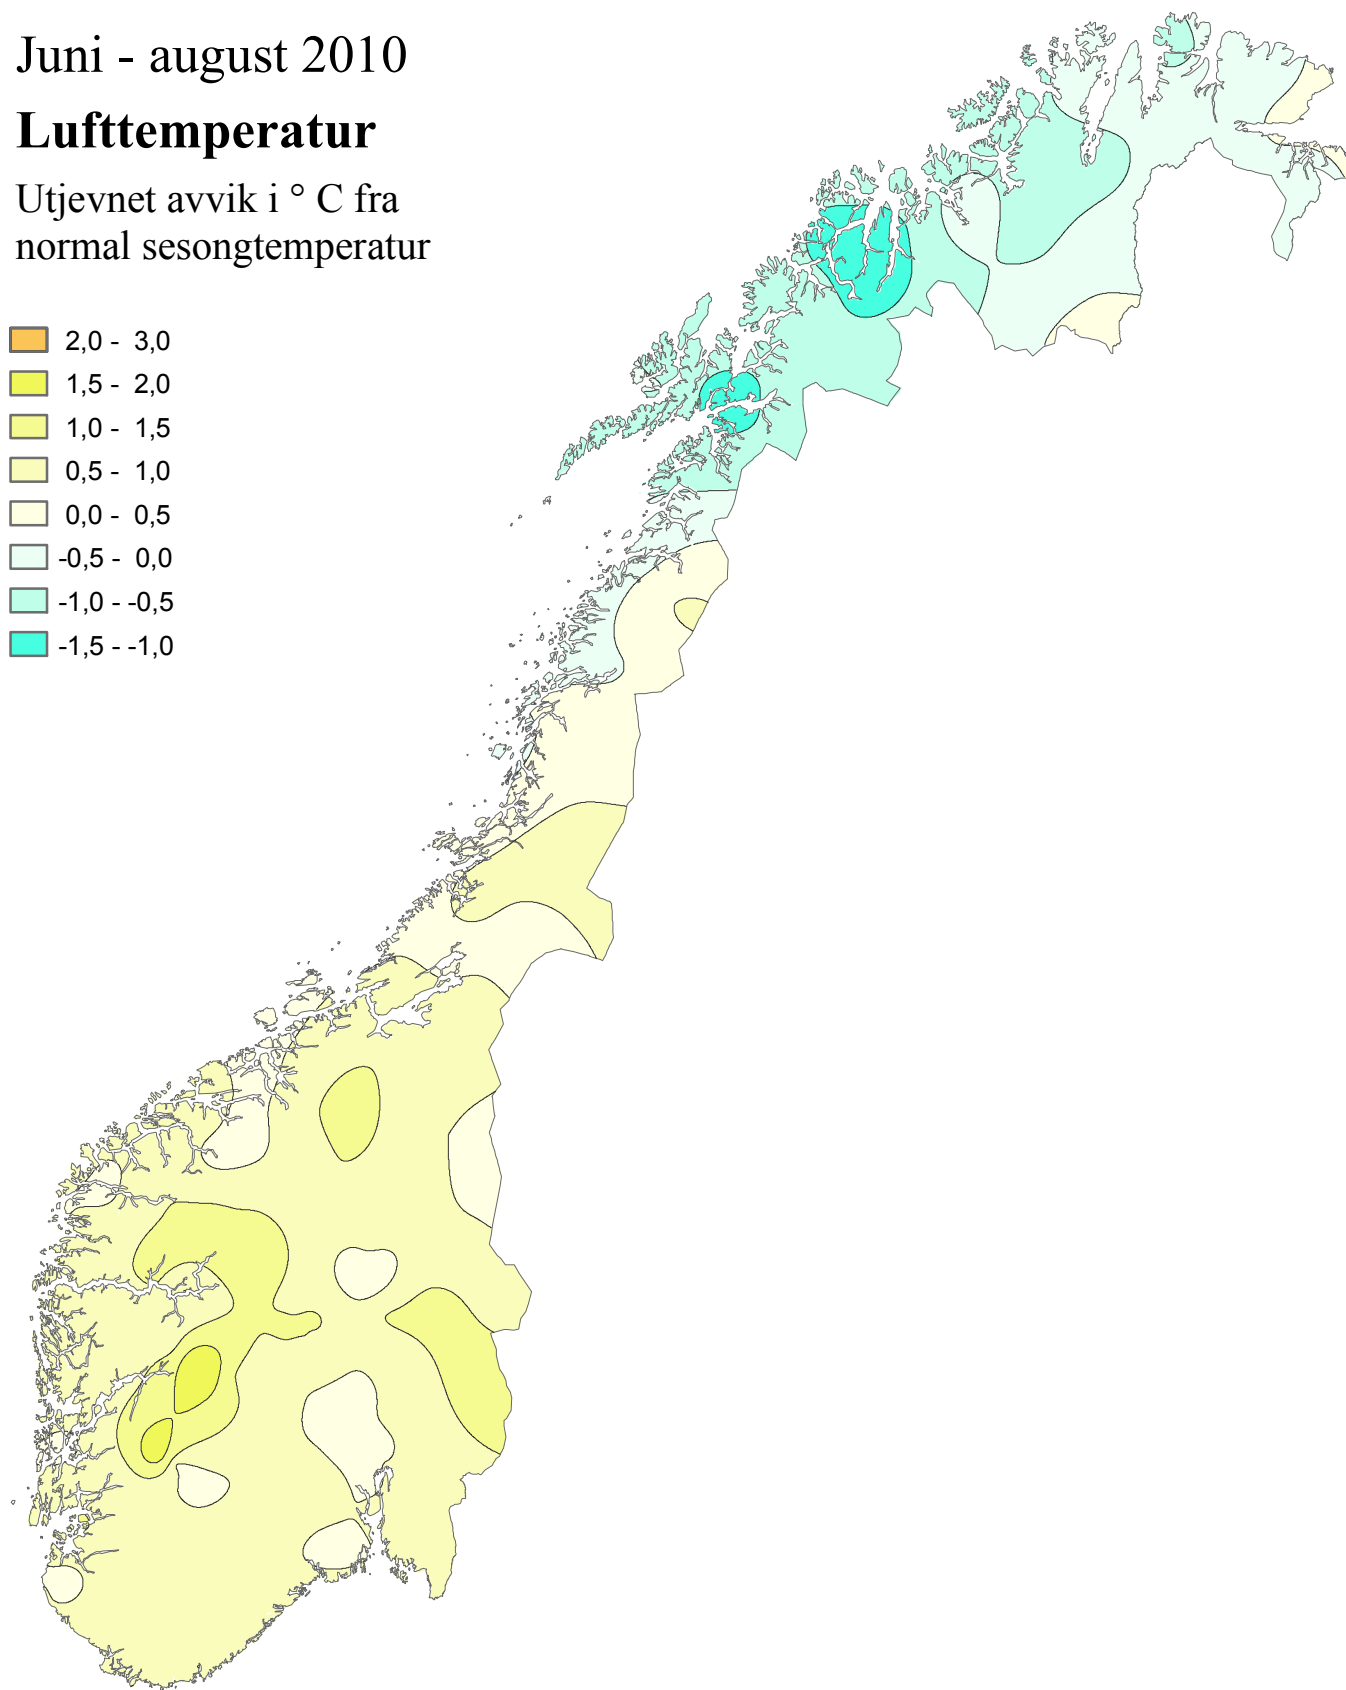 Juni - august 2010
Lufttemperatur
Utjevnet avvik i ° C fra
normal sesongtemperatur
2,0 - 3,0
1,5 - 2,0
1,0 - 1,5
0,5 - 1,0
0,0 - 0,5
-0,5 - 0,0
-1,0 - -0,5
-1,5 - -1,0